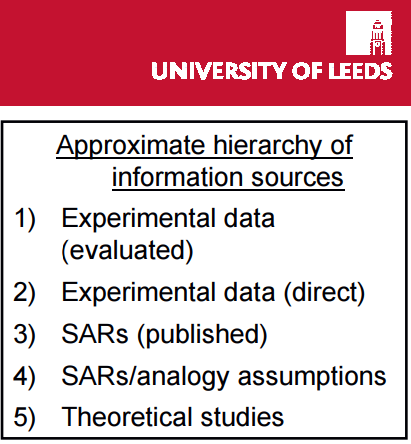 UNIVERSITY OF LEEDS
Approximate hierarchy of
information sources
1) Experimental data
(evaluated)
2) Experimental data (direct)
3) SARs (published)
4) SARs/analogy assumptions
5) Theoretical studies